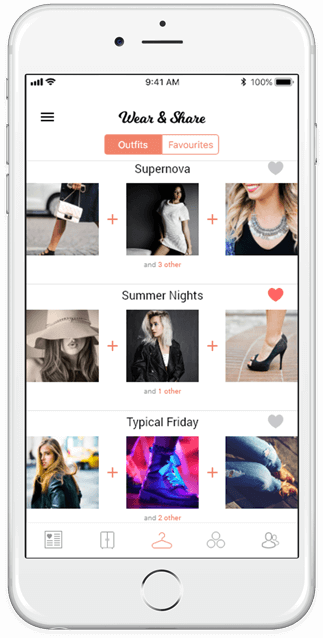 9:41 AM
100%
Wear & Share
Outfits
Favourites
Supernova
and 3 other
Summer Nights
and 1 other
Typical Friday
and 2 other